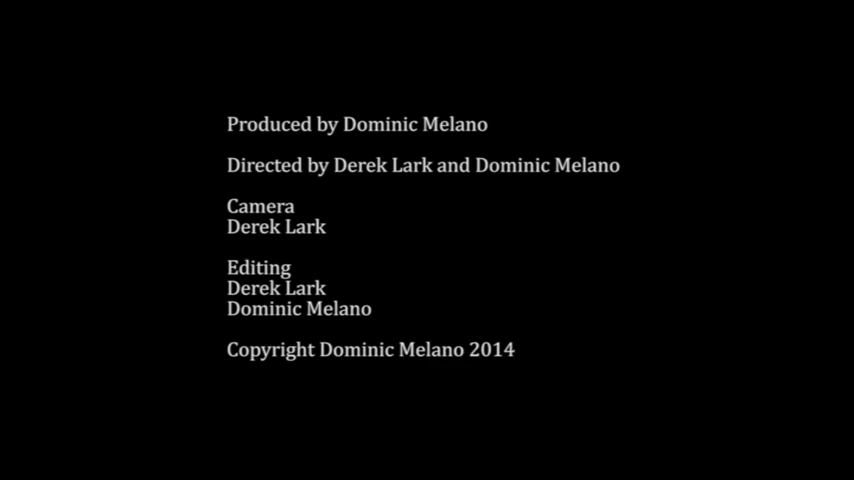 Produced by Dominic Melano
Directed by Derek Lark and Dominic Melano
Camera
Derek Lark
Editing
Derek Lark
Dominic Melano
Copyright Dominic Melano 2014